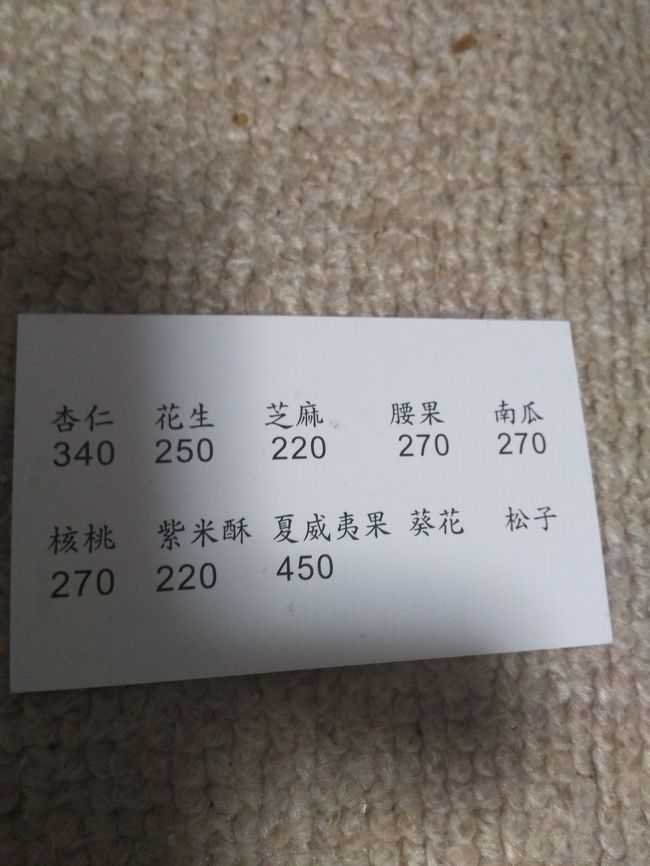 杏仁 花生 芝麻 腰果 南瓜
340 250 220 270 270
核桃 紫米酥 夏威夷果 葵花 松子
270 220 450